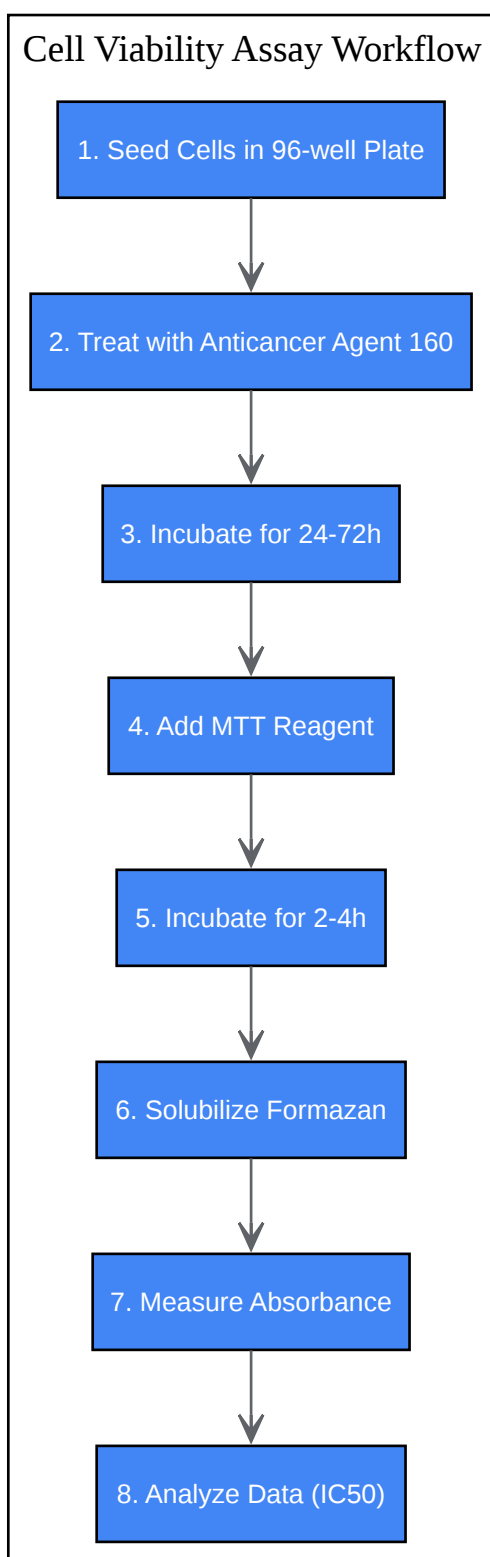 Cell Viability Assay Workflow
1. Seed Cells in 96-well Plate
2. Treat with Anticancer Agent 160
3. Incubate for 24-72h
4. Add MTT Reagent
5. Incubate for 2-4h
6. Solubilize Formazan
7. Measure Absorbance
8. Analyze Data (IC50)